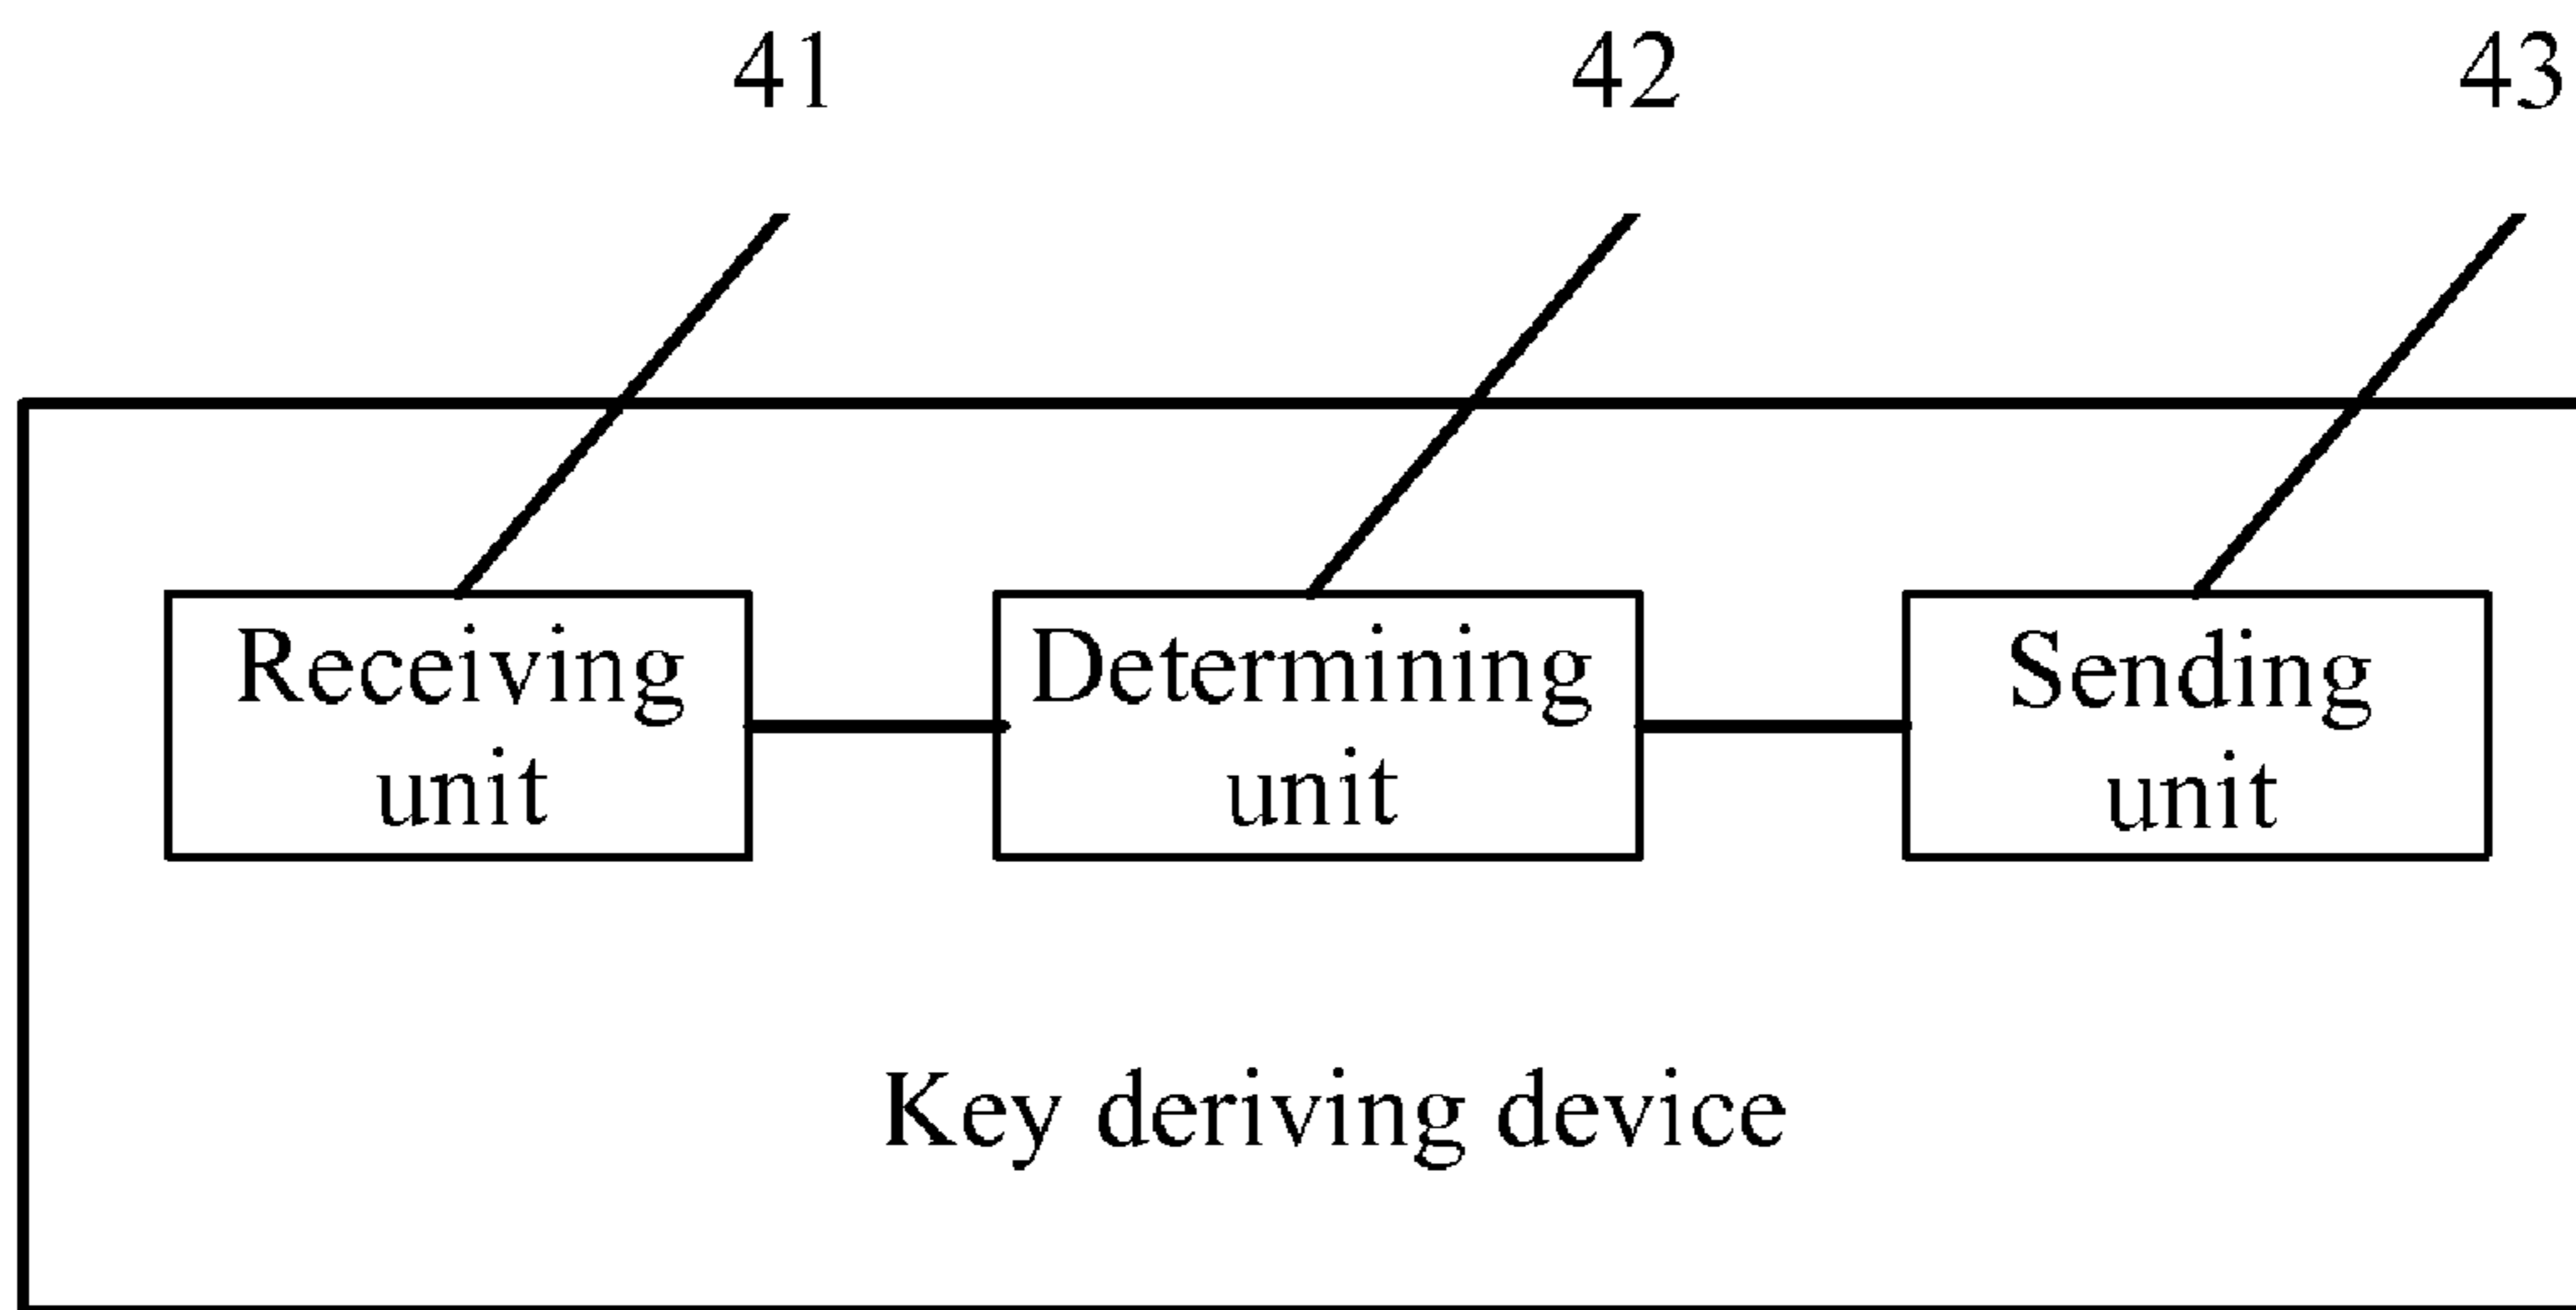 41
42
43
Receiving
unit
Determining
unit
Sending
unit
Key deriving device